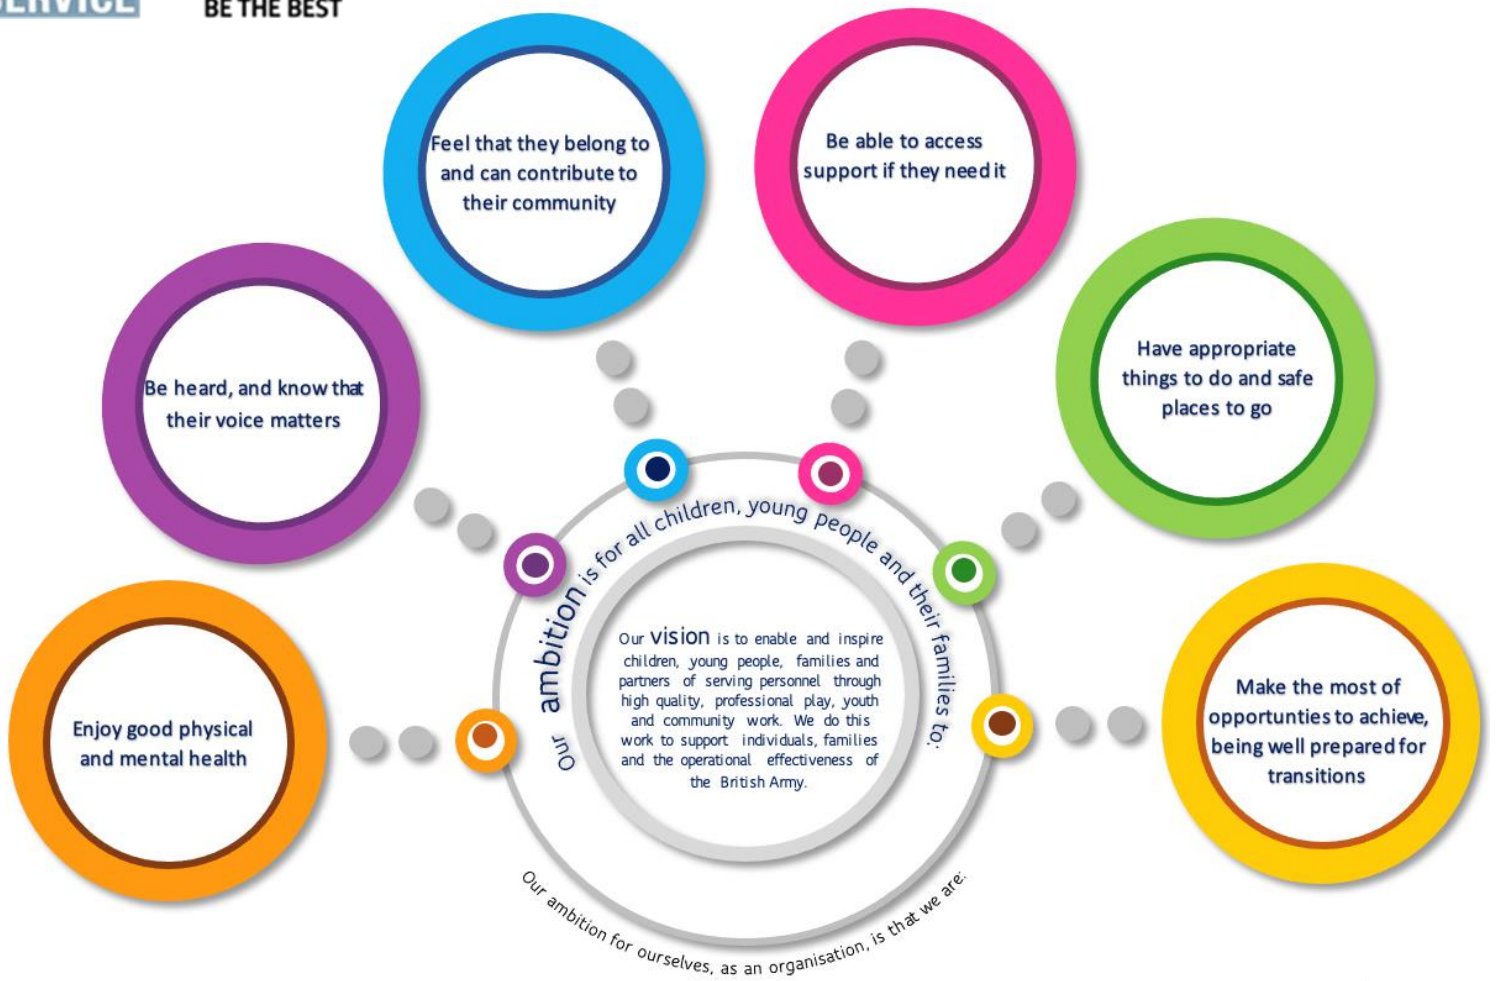 SERVICE
BE THE BEST
Feel that they belong to
and can contribute to
their community
Be able to access
support if they need it
Be heard, and know that
their voice matters
Have appropriate
things to do and safe
places to go
Enjoy good physical
and mental health
Make the most of
opportunties to achieve,
being well prepared for
transitions
Our ambition is for all children, young people and their families to:
Our vision is to enable and inspire
children, young people, families and
partners of serving personnel through
high quality, professional play, youth
and community work. We do this
work to support individuals, families
and the operational effectiveness of
the British Army.
Our ambition for ourselves, as an organisation, is that we are: